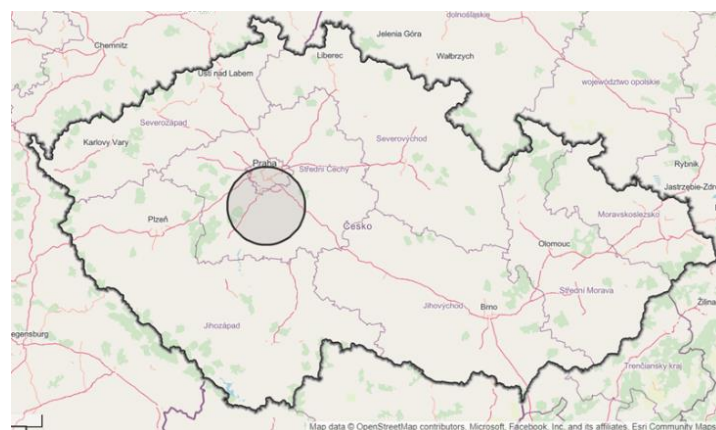 dolnośląskie
Jelenia Góra
Chemnitz
Liberec
Wałbrzych
Ustí nad Labem
województwo opolskie
Severozápad
Karlovy Vary
Severovýchod
Praha
Střední Čechy
Rybnik
Jastrzębie-Zdr
Plzeň
Moravskoslezsko
Česko
Olomouc
Střední Morava
Jihovýchod
Brno
Žilina
Jihozápad
egensburg
Trenčiansky kraj
Map data © OpenStreetMap contributors, Microsoft, Facebook, Inc. and its affiliates, Esri Community Maps